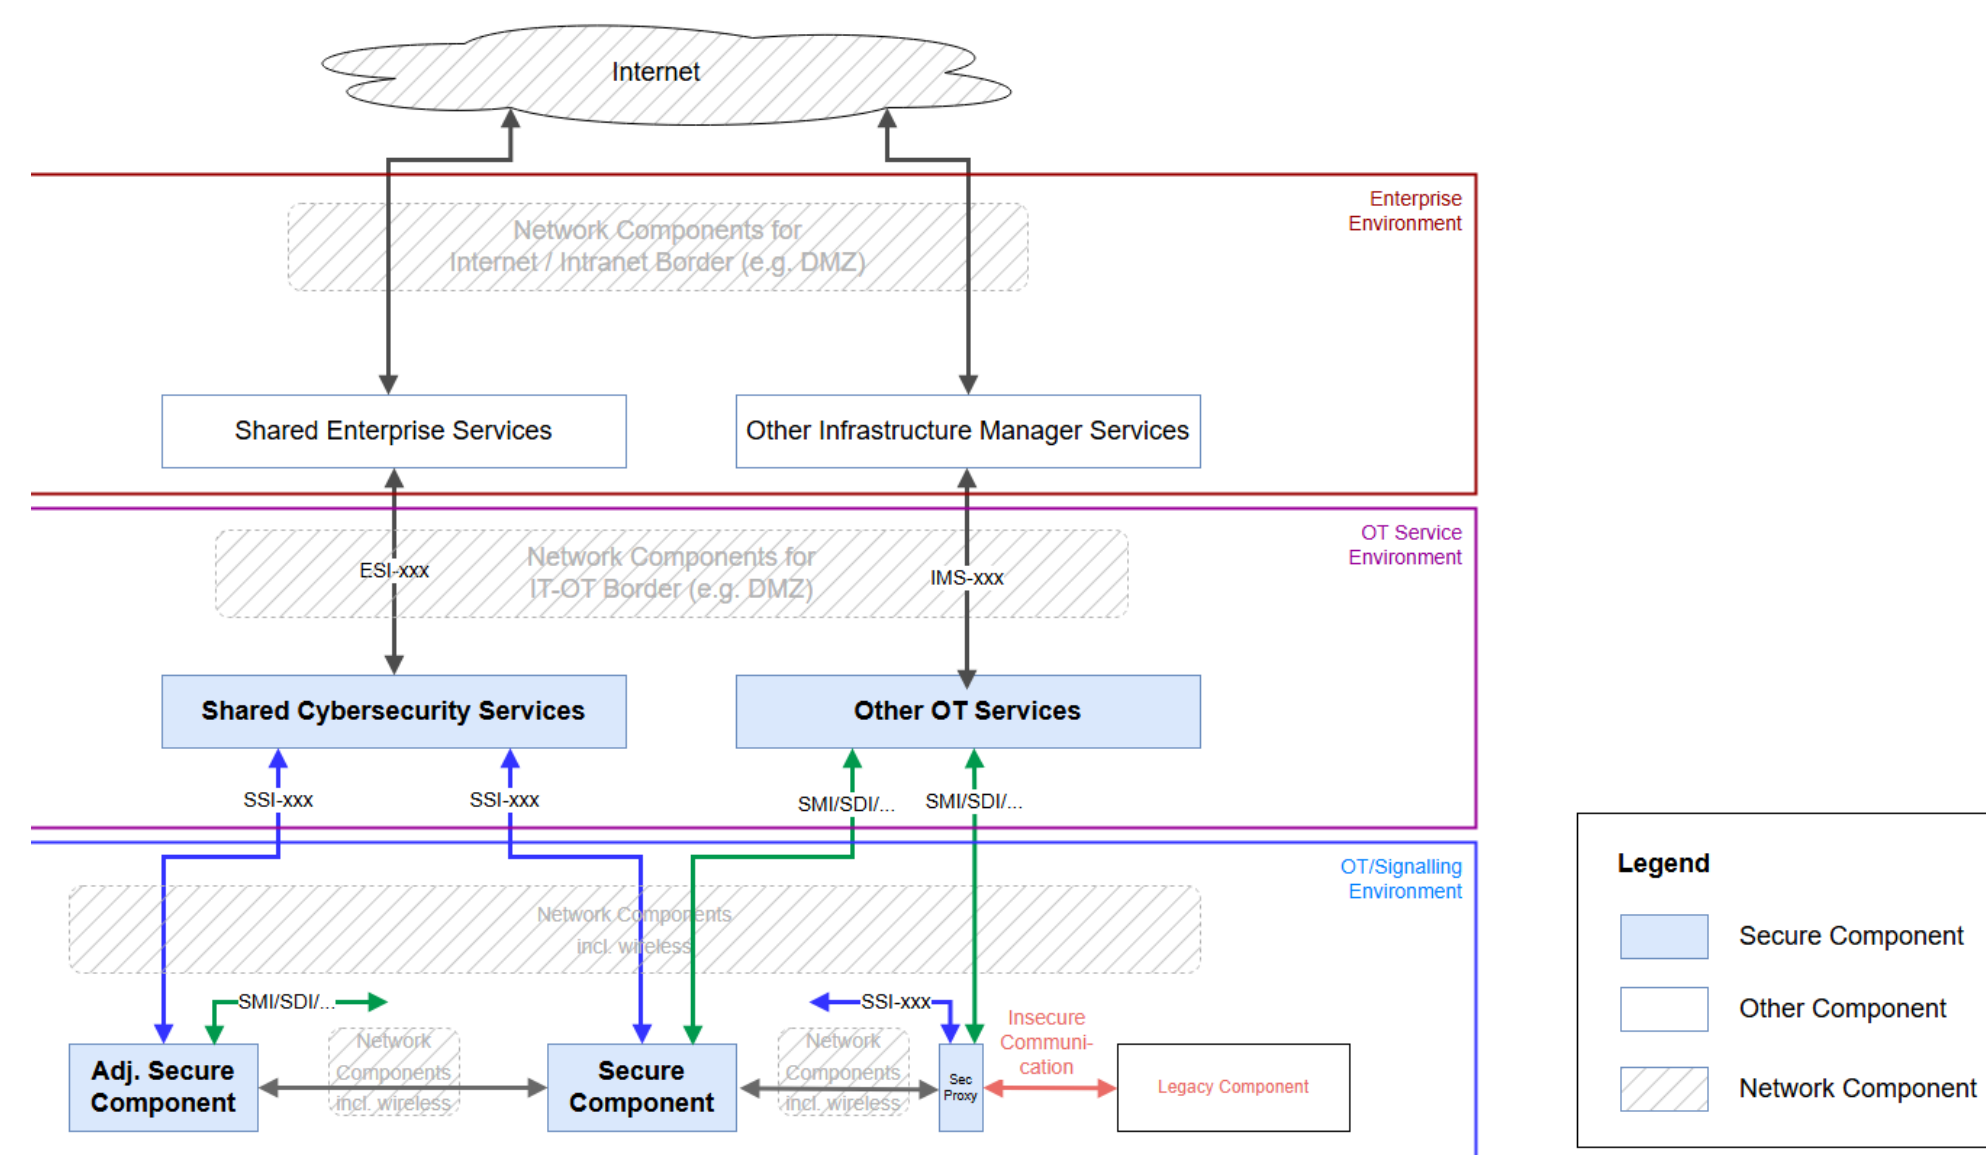 Internet
Enterprise
Environment
Network Components for
Internet / Intranet Border (e.g. DMZ)
Shared Enterprise Services
Other Infrastructure Manager Services
OT Service
Environment
Network Components for
IT-OT Border (e.g. DMZ)
ESI-xxx
IMS-xxx
Shared Cybersecurity Services
Other OT Services
SSI-xxx
SSI-xxx
SMI/SDI/...
SMI/SDI/...
OT/Signalling
Environment
Network Components
incl. wireless
SMI/SDI/...
SSI-xxx
Adj. Secure
Component
Network
Components
incl. wireless
Secure
Component
Network
Components
incl. wireless
Sec
Proxy
Insecure
Communi-
cation
Legacy Component
Legend
Secure Component
Other Component
Network Component